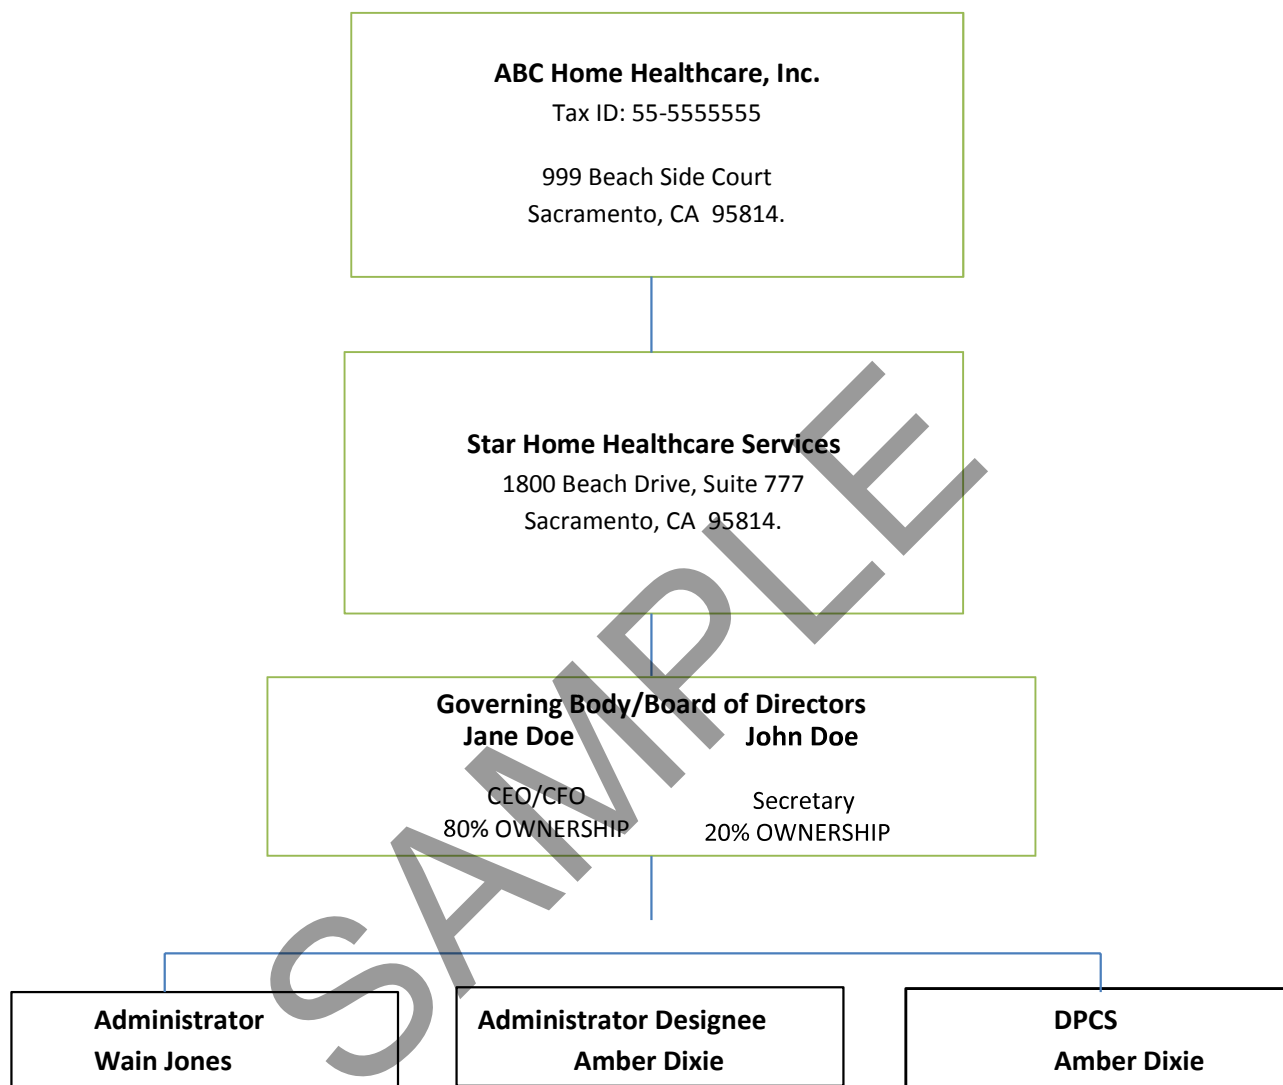 ABC Home Healthcare, Inc.
Tax ID: 55-5555555
999 Beach Side Court
Sacramento, CA  95814.
Star Home Healthcare Services
1800 Beach Drive, Suite 777
Sacramento, CA  95814.
Governing Body/Board of Directors
Jane Doe
CEO/CFO
80% OWNERSHIP
John Doe
Secretary
20% OWNERSHIP
Administrator
Wain Jones
Administrator Designee
Amber Dixie
DPCS
Amber Dixie
SAMPLE